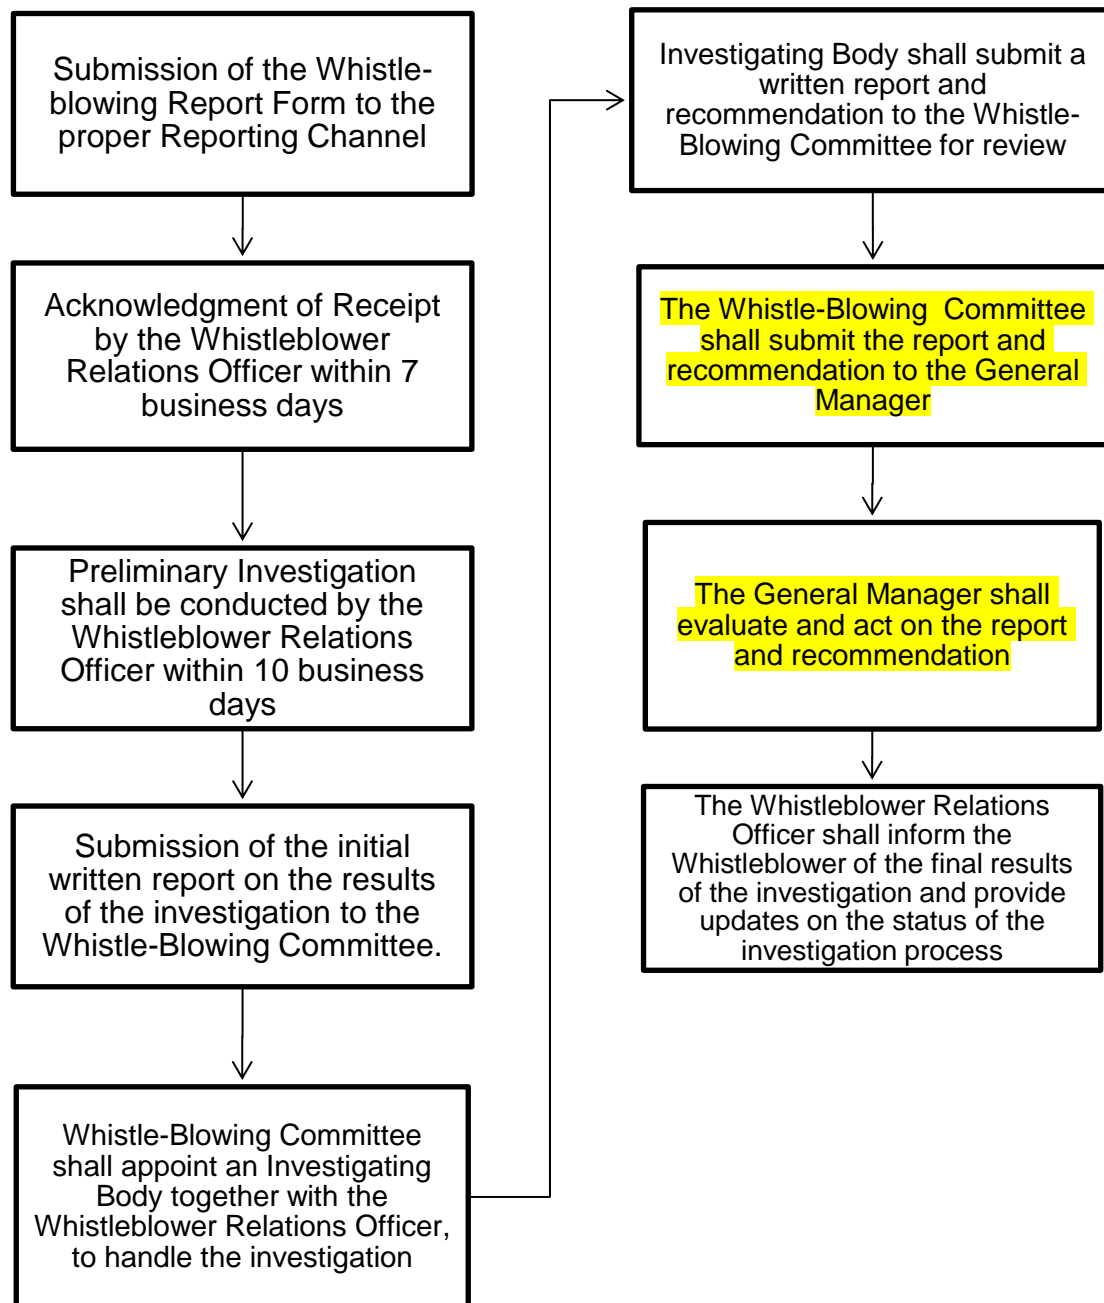 Submission of the Whistle-
blowing Report Form to the
proper Reporting Channel
Acknowledgment of Receipt
by the Whistleblower
Relations Officer within 7
business days
Preliminary Investigation
shall be conducted by the
Whistleblower Relations
Officer within 10 business
days
Submission of the initial
written report on the results
of the investigation to the
Whistle-Blowing Committee.
Whistle-Blowing Committee
shall appoint an Investigating
Body together with the
Whistleblower Relations Officer,
to handle the investigation
Investigating Body shall submit a
written report and
recommendation to the Whistle-
Blowing Committee for review
The Whistle-Blowing  Committee
shall submit the report and
recommendation to the General
Manager
The General Manager shall
evaluate and act on the report
and recommendation
The Whistleblower Relations
Officer shall inform the
Whistleblower of the final results
of the investigation and provide
updates on the status of the
investigation process